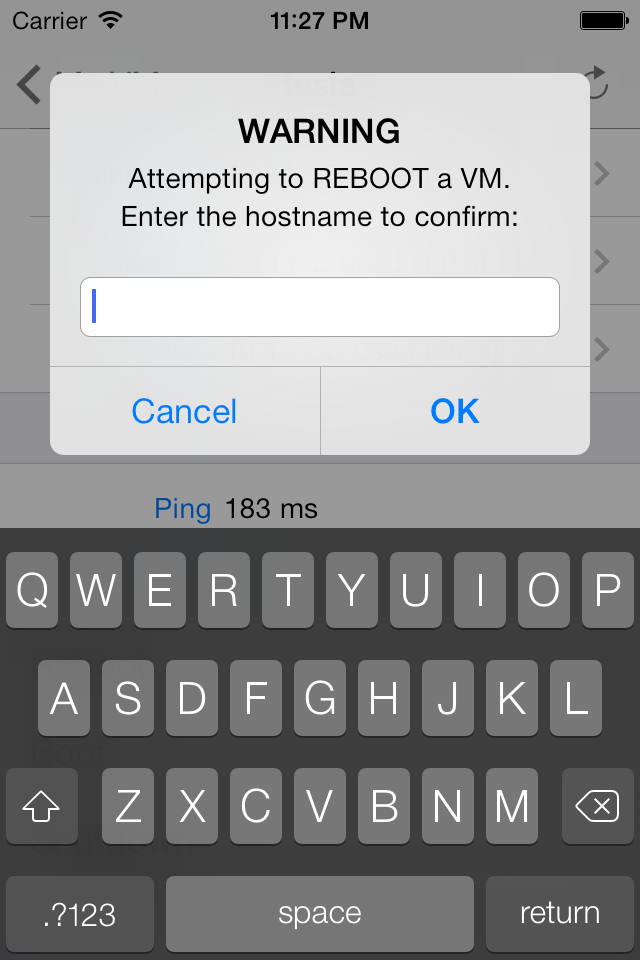 Carrier 11:27 PM
WARNING
Attempting to REBOOT a VM.
Enter the hostname to confirm:
Cancel OK
Ping 183 ms
Q W E R T Y U I O P
A S D F G H J K L
Z X C V B N M
.?123 space return